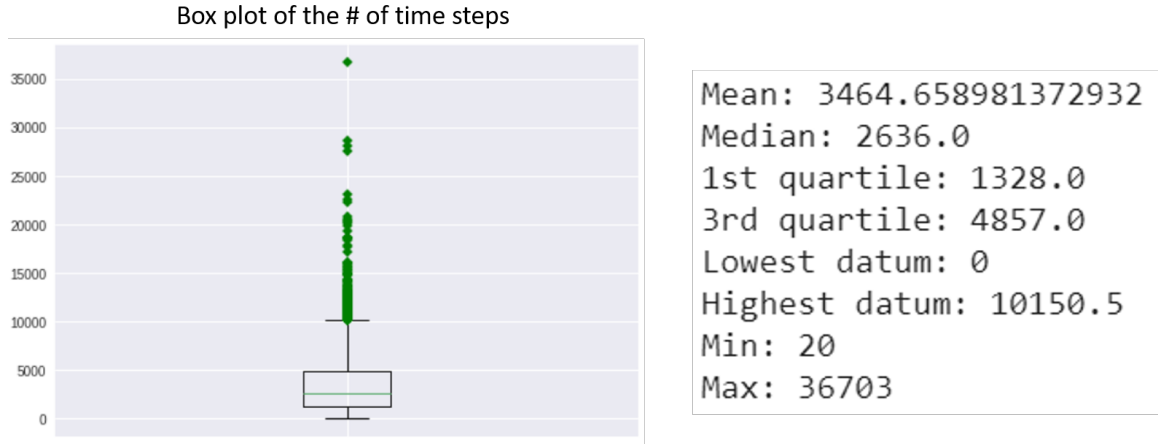 Box plot of the # of time steps
35000
30000
25000
20000
15000
10000
5000
0
Mean: 3464.658981372932
Median: 2636.0
1st quartile: 1328.0
3rd quartile: 4857.0
Lowest datum: 0
Highest datum: 10150.5
Min: 20
Max: 36703